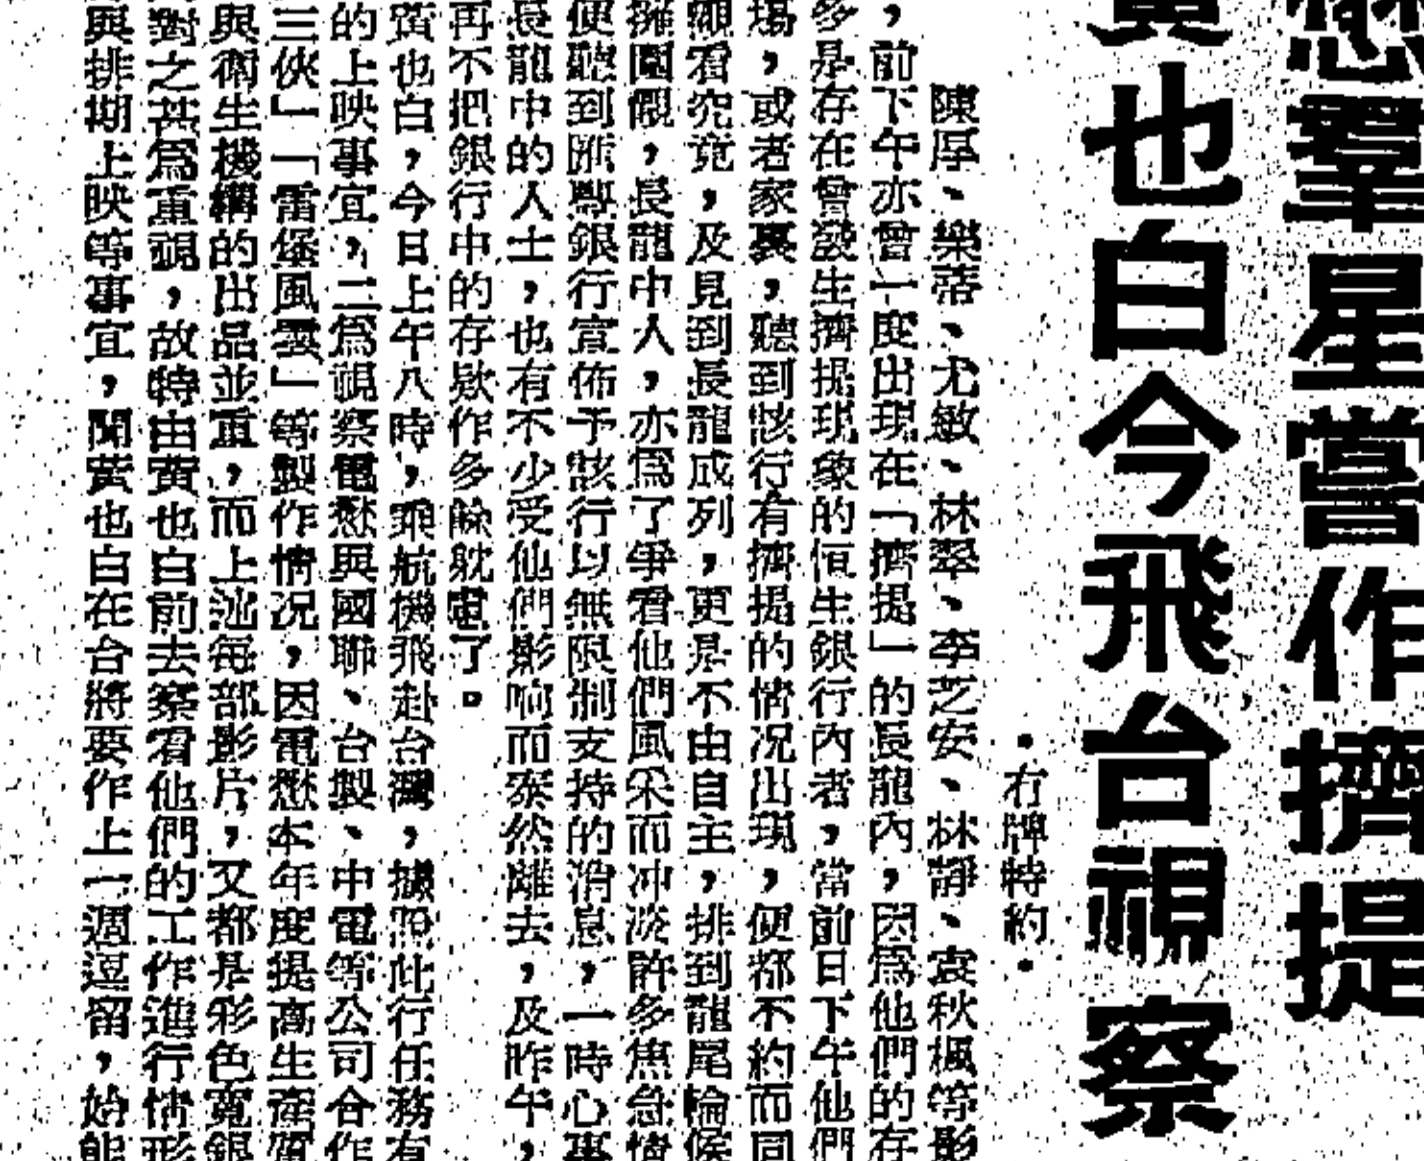 懋羣星嘗作擠提
黃也白今飛台視察
·右牌特約·
陳厚、樂蒂、尤敏、林翠、李芝安、林靜、袁秋楓等影
，前下午亦曾一度出現在「擠提」的長龍內，因爲他們的存
多是存在曾發生擠提現象的恒生銀行內者，當前日下午他們
場，或者家裏，聽到該行有擠提的情况出現，便都不約而同
觀看究竟，及見到長龍成列，更是不由自主，排到龍尾輪候
擁圍覩，長龍中人，亦爲了爭看他們風采而冲淡許多焦急情
便聽到滙豐銀行宣佈予該行以無限制支持的消息，一時心事
長龍中的人士，也有不少受他們影响而泰然離去，及昨午，
再不把銀行中的存欵作多餘躭慮了。
黃也白，今日上午八時，乘航機飛赴台灣，據照此行任務有
的上映事宜，二爲視察電懋與國聯、台製、中電等公司合作
三俠」「雷堡風雲」等製作情况，因電懋本年度提高生產質
與衛生機構的出品並重，而上述每部影片，又都是彩色寬銀
對之甚爲重視，故特由黃也白前去察看他們的工作進行情形
與排期上映等事宜，聞黃也白在台將要作上一週逗留，始能